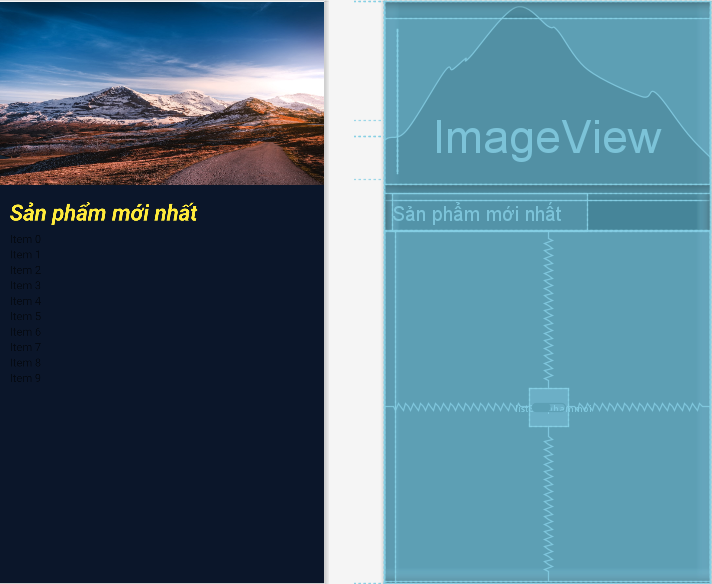 Sản phẩm mới nhất
Item 0
Item 1
Item 2
Item 3
Item 4
Item 5
Item 6
Item 7
Item 8
Item 9
ImageView
Sản phẩm mới nhất